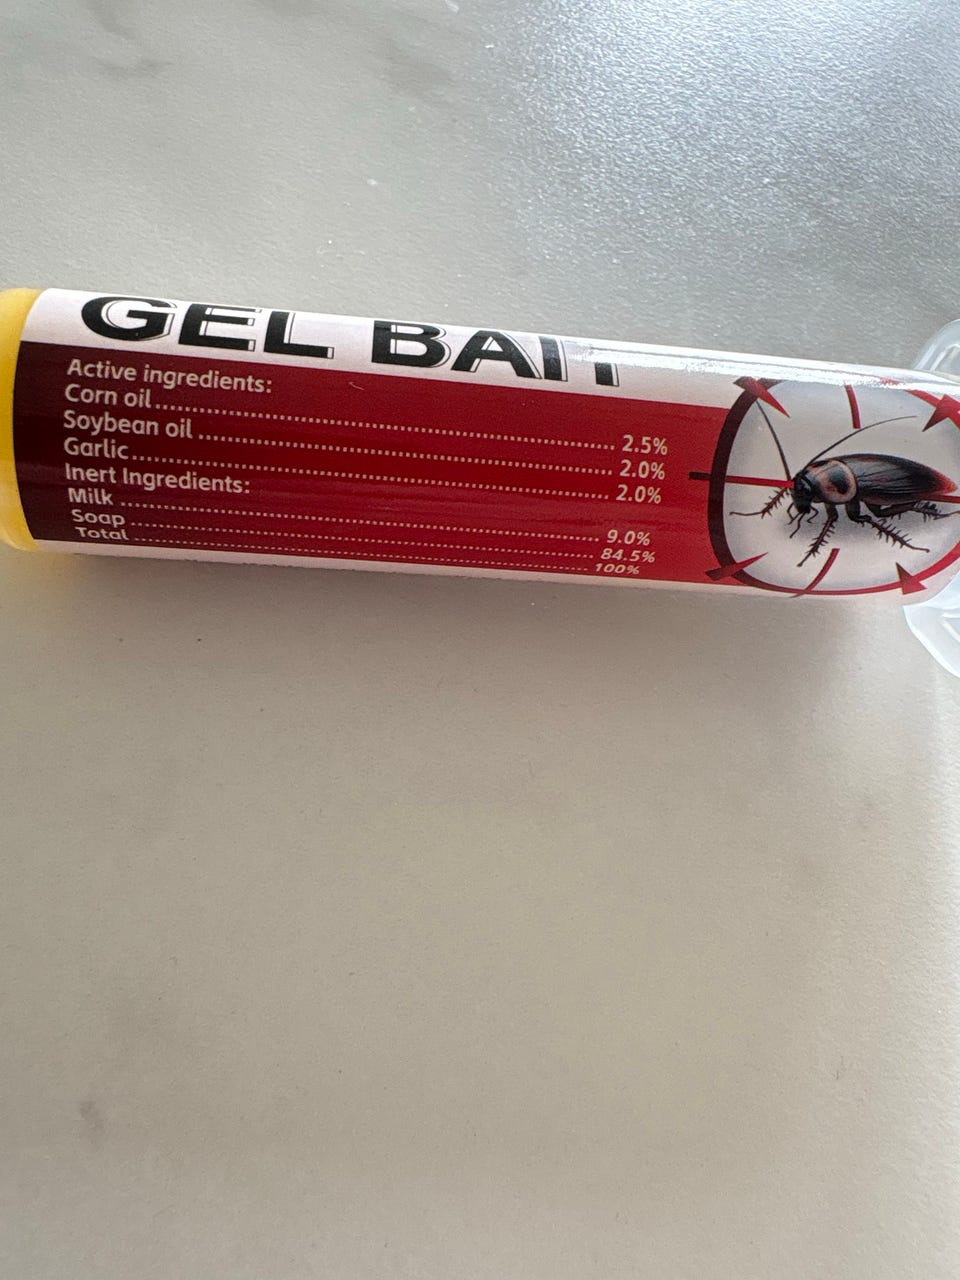 GEL BAIT
Active ingredients:
Corn oil ........................................ 2.5%
Soybean oil ........................................ 2.0%
Garlic ........................................ 2.0%
Inert Ingredients:
Milk ........................................ 9.0%
Soap ........................................ 84.5%
Total ........................................ 100%